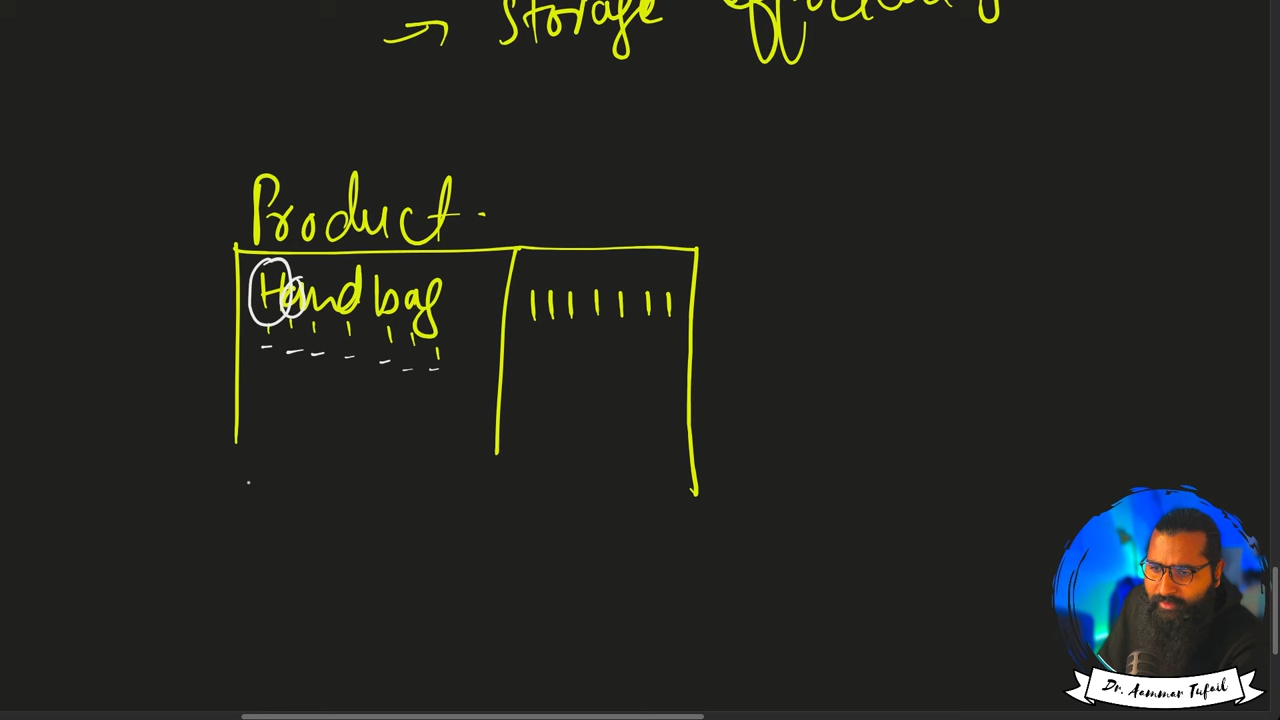 → Storage efficiency
Product.
Handbag | | | | | | |
Dr. Aammar Tufail